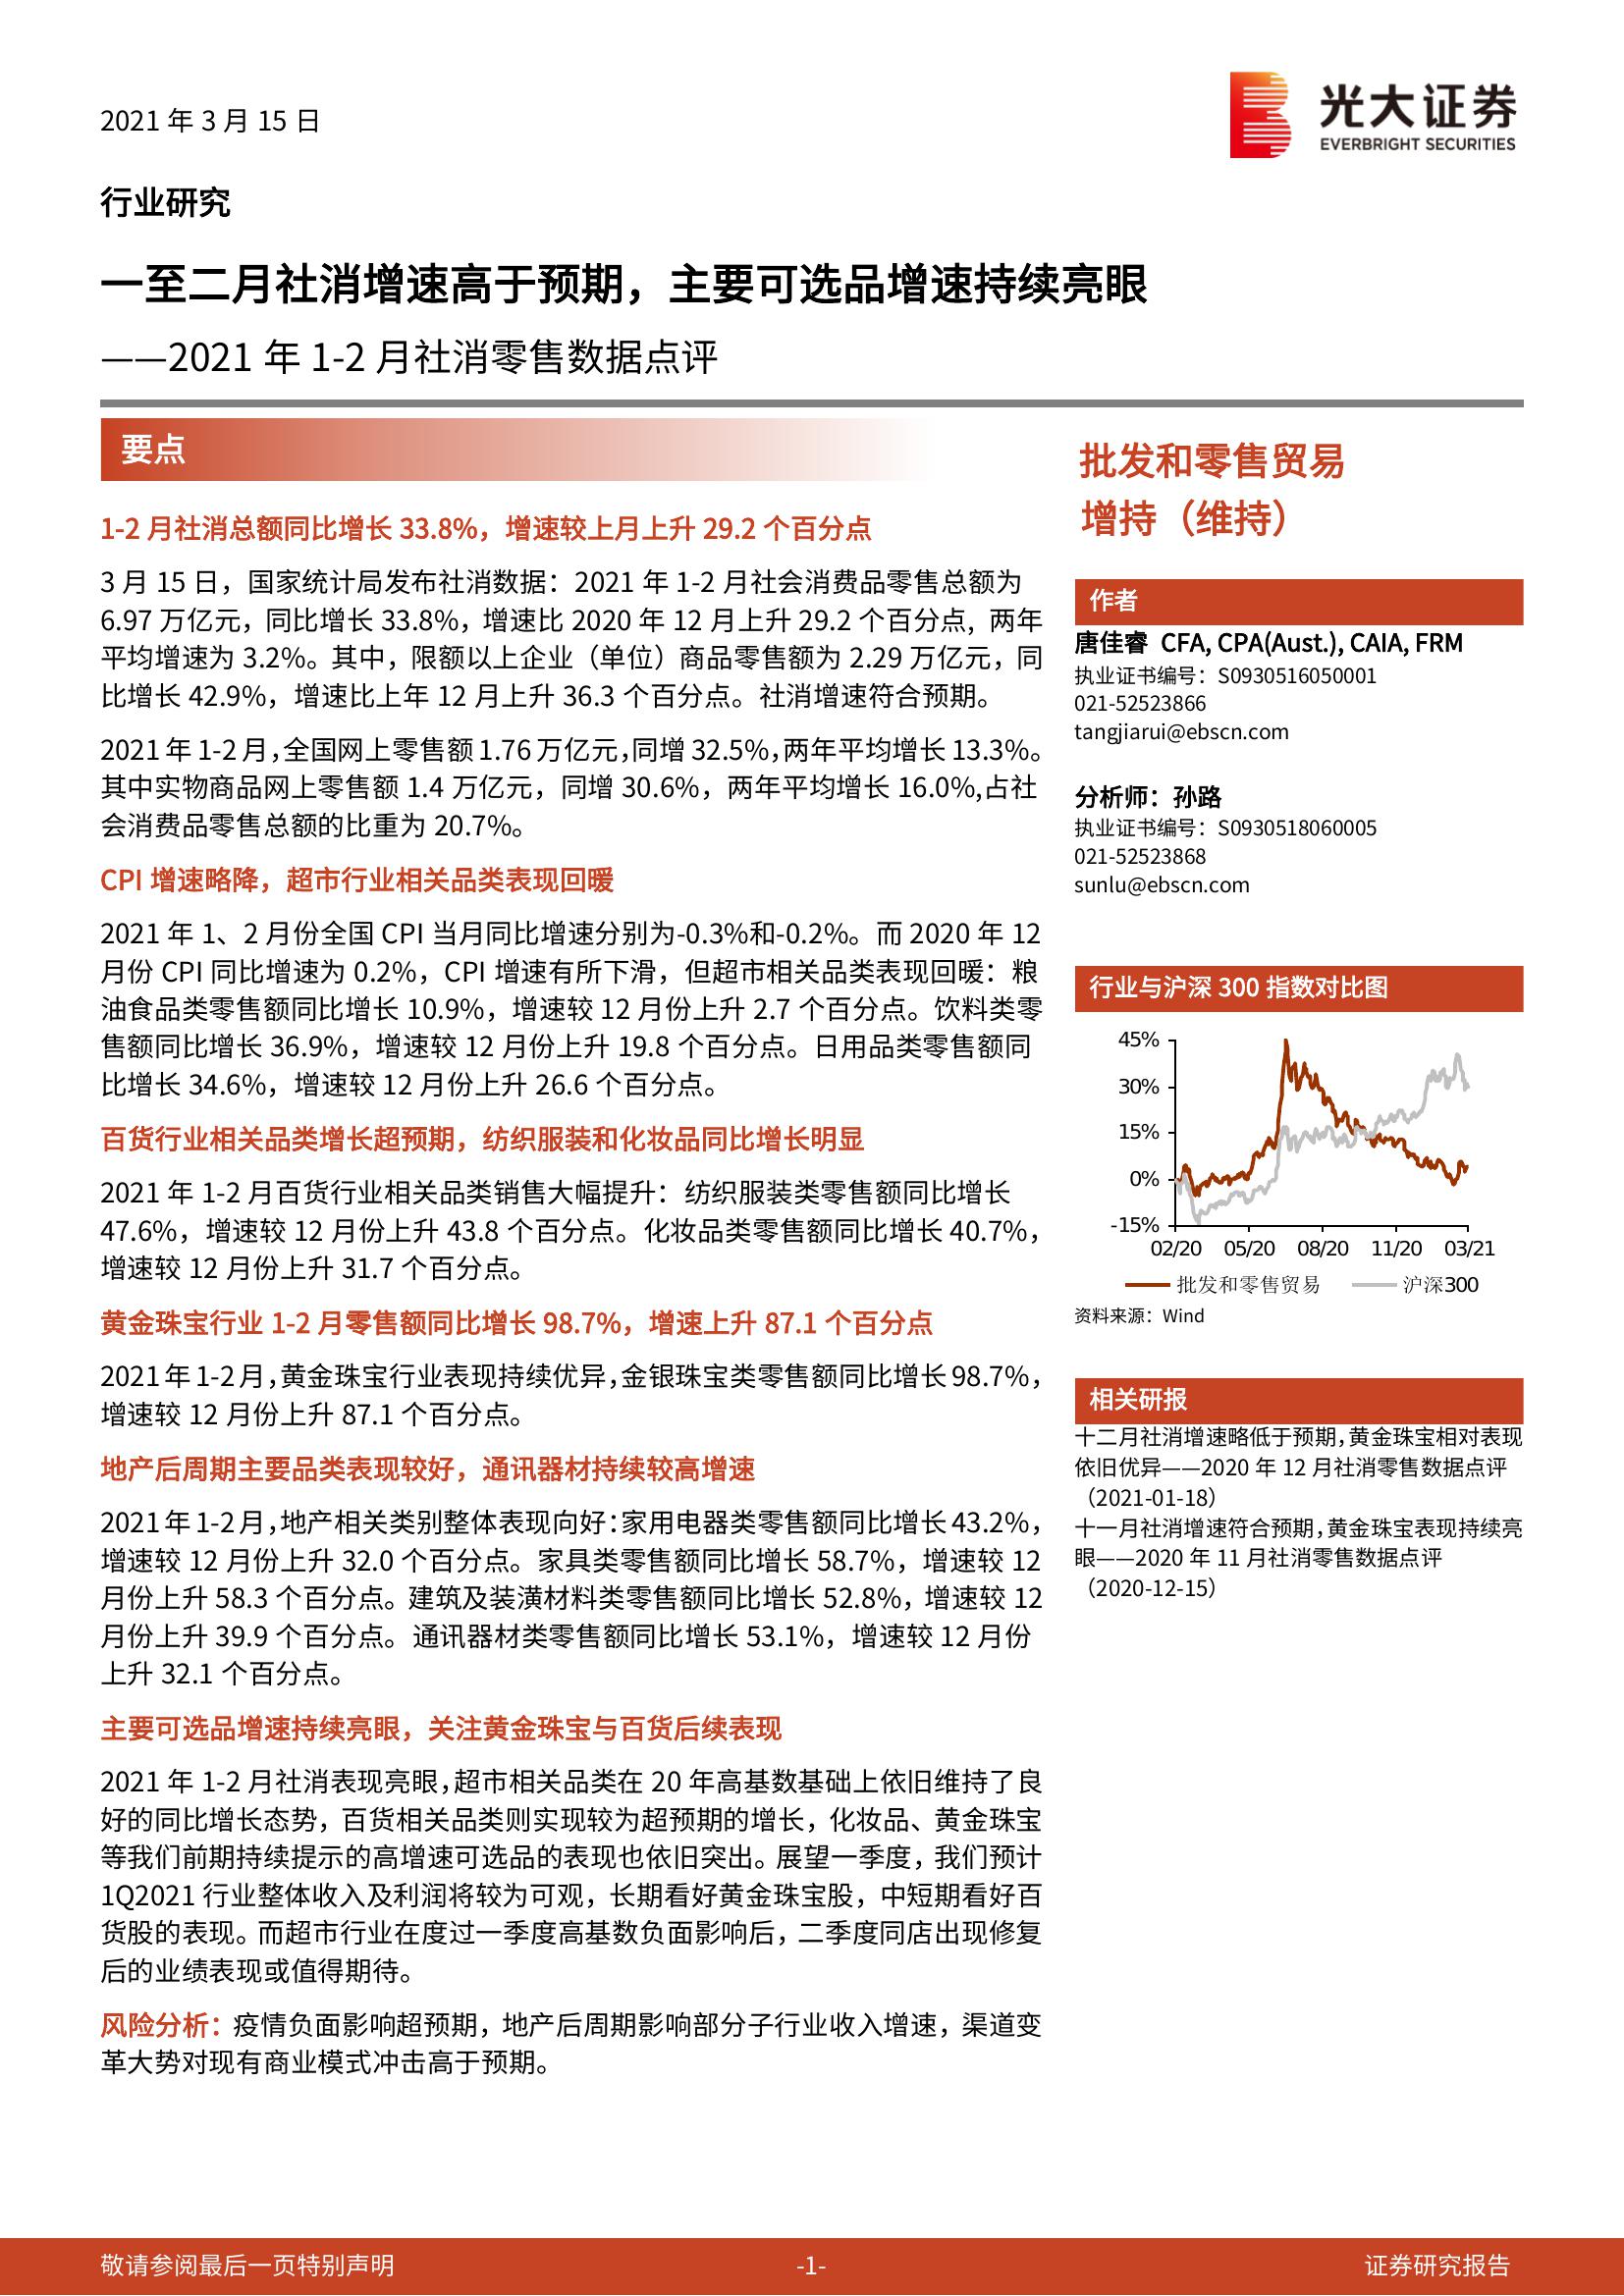 2021 年 3 月 15 日
光大证券
EVERBRIGHT SECURITIES
行业研究
一至二月社消增速高于预期，主要可选品增速持续亮眼
——2021 年 1-2 月社消零售数据点评
要点
1-2 月社消总额同比增长 33.8%，增速较上月上升 29.2 个百分点
3 月 15 日，国家统计局发布社消数据：2021 年 1-2 月社会消费品零售总额为
6.97 万亿元，同比增长 33.8%，增速比 2020 年 12 月上升 29.2 个百分点，两年
平均增速为 3.2%。其中，限额以上企业（单位）商品零售额为 2.29 万亿元，同
比增长 42.9%，增速比上年 12 月上升 36.3 个百分点。社消增速符合预期。
2021 年 1-2 月，全国网上零售额 1.76 万亿元，同增 32.5%，两年平均增长 13.3%。
其中实物商品网上零售额 1.4 万亿元，同增 30.6%，两年平均增长 16.0%,占社
会消费品零售总额的比重为 20.7%。
CPI 增速略降，超市行业相关品类表现回暖
2021 年 1、2 月份全国 CPI 当月同比增速分别为-0.3%和-0.2%。而 2020 年 12
月份 CPI 同比增速为 0.2%，CPI 增速有所下滑，但超市相关品类表现回暖：粮
油食品类零售额同比增长 10.9%，增速较 12 月份上升 2.7 个百分点。饮料类零
售额同比增长 36.9%，增速较 12 月份上升 19.8 个百分点。日用品类零售额同
比增长 34.6%，增速较 12 月份上升 26.6 个百分点。
百货行业相关品类增长超预期，纺织服装和化妆品同比增长明显
2021 年 1-2 月百货行业相关品类销售大幅提升：纺织服装类零售额同比增长
47.6%，增速较 12 月份上升 43.8 个百分点。化妆品类零售额同比增长 40.7%，
增速较 12 月份上升 31.7 个百分点。
黄金珠宝行业 1-2 月零售额同比增长 98.7%，增速上升 87.1 个百分点
2021 年 1-2 月，黄金珠宝行业表现持续优异，金银珠宝类零售额同比增长 98.7%，
增速较 12 月份上升 87.1 个百分点。
地产后周期主要品类表现较好，通讯器材持续较高增速
2021 年 1-2 月，地产相关类别整体表现向好：家用电器类零售额同比增长 43.2%，
增速较 12 月份上升 32.0 个百分点。家具类零售额同比增长 58.7%，增速较 12
月份上升 58.3 个百分点。建筑及装潢材料类零售额同比增长 52.8%，增速较 12
月份上升 39.9 个百分点。通讯器材类零售额同比增长 53.1%，增速较 12 月份
上升 32.1 个百分点。
主要可选品增速持续亮眼，关注黄金珠宝与百货后续表现
2021 年 1-2 月社消表现亮眼，超市相关品类在 20 年高基数基础上依旧维持了良
好的同比增长态势，百货相关品类则实现较为超预期的增长，化妆品、黄金珠宝
等我们前期持续提示的高增速可选品的表现也依旧突出。展望一季度，我们预计
1Q2021 行业整体收入及利润将较为可观，长期看好黄金珠宝股，中短期看好百
货股的表现。而超市行业在度过一季度高基数负面影响后，二季度同店出现修复
后的业绩表现或值得期待。
风险分析：疫情负面影响超预期，地产后周期影响部分子行业收入增速，渠道变
革大势对现有商业模式冲击高于预期。
批发和零售贸易
增持（维持）
作者
唐佳睿 CFA, CPA(Aust.), CAIA, FRM
执业证书编号：S0930516050001
021-52523866
tangjiarui@ebscn.com
分析师：孙路
执业证书编号：S0930518060005
021-52523868
sunlu@ebscn.com
行业与沪深 300 指数对比图
45%
30%
15%
0%
-15%
02/20 05/20 08/20 11/20 03/21
批发和零售贸易 沪深300
资料来源：Wind
相关研报
十二月社消增速略低于预期，黄金珠宝相对表现
依旧优异——2020 年 12 月社消零售数据点评
（2021-01-18）
十一月社消增速符合预期，黄金珠宝表现持续亮
眼——2020 年 11 月社消零售数据点评
（2020-12-15）
敬请参阅最后一页特别声明 -1- 证券研究报告